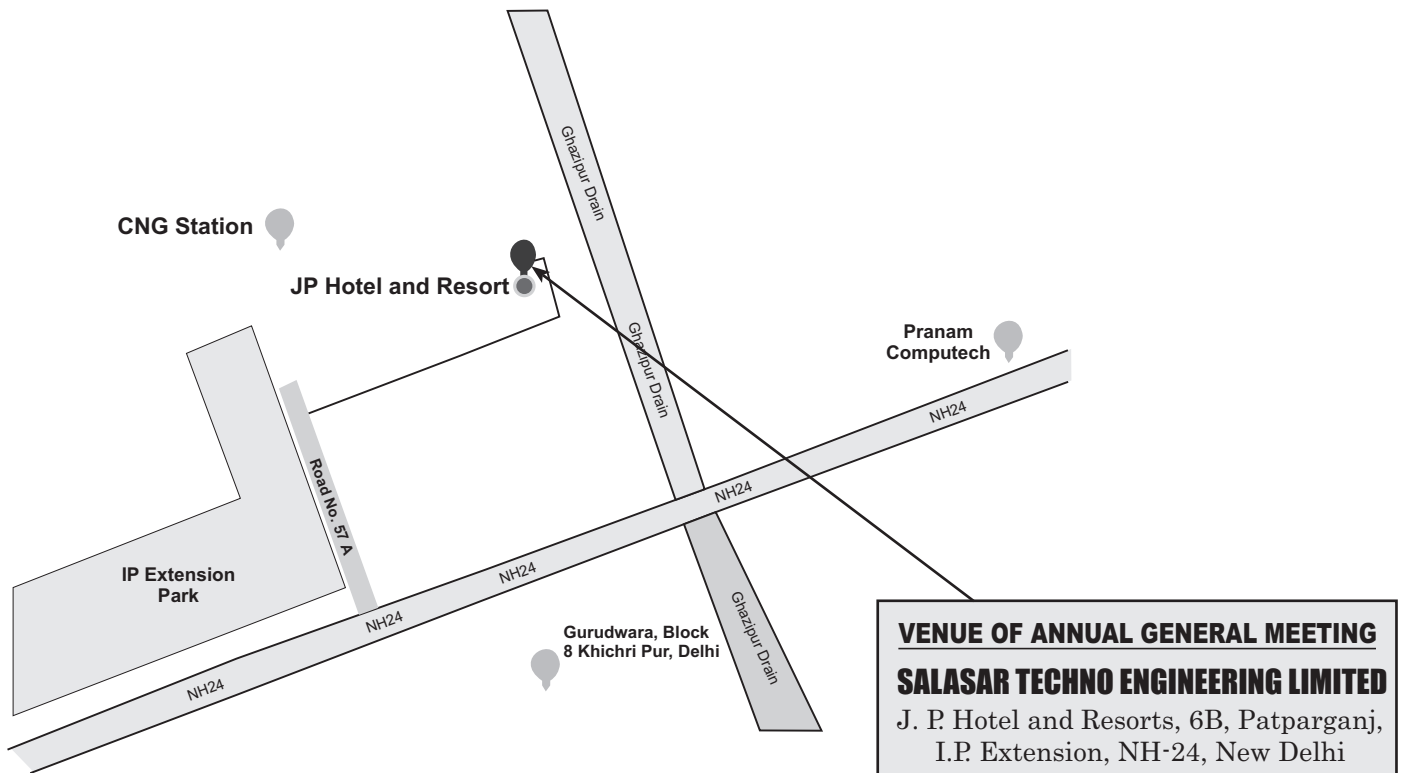 Ghazipur Drain
CNG Station
JP Hotel and Resort
Ghazipur Drain
Pranam
Computech
NH24
NH24
Road No. 57 A
IP Extension
Park
NH24
NH24
Gurudwara, Block
8 Khichri Pur, Delhi
Ghazipur Drain
NH24
VENUE OF ANNUAL GENERAL MEETING
SALASAR TECHNO ENGINEERING LIMITED
J. P. Hotel and Resorts, 6B, Patparganj,
I.P. Extension, NH-24, New Delhi